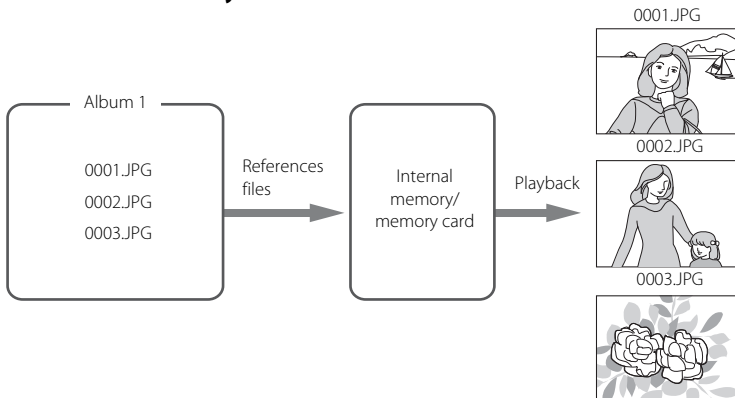 Album 1
0001.JPG
0002.JPG
0003.JPG
References
files
Internal
memory/
memory card
Playback
0001.JPG
0002.JPG
0003.JPG